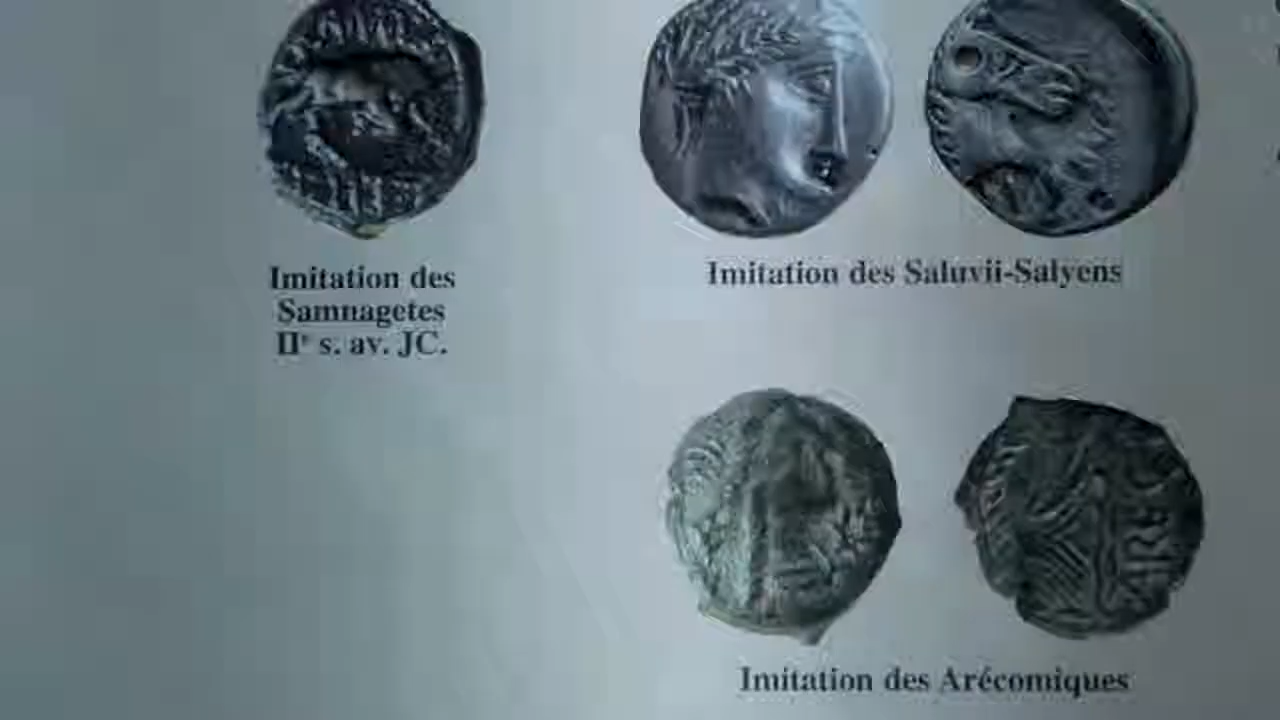 Imitation des
Samnagetes
IIe s. av. JC.
Imitation des Saluvii-Salyens
Imitation des Arécomiques